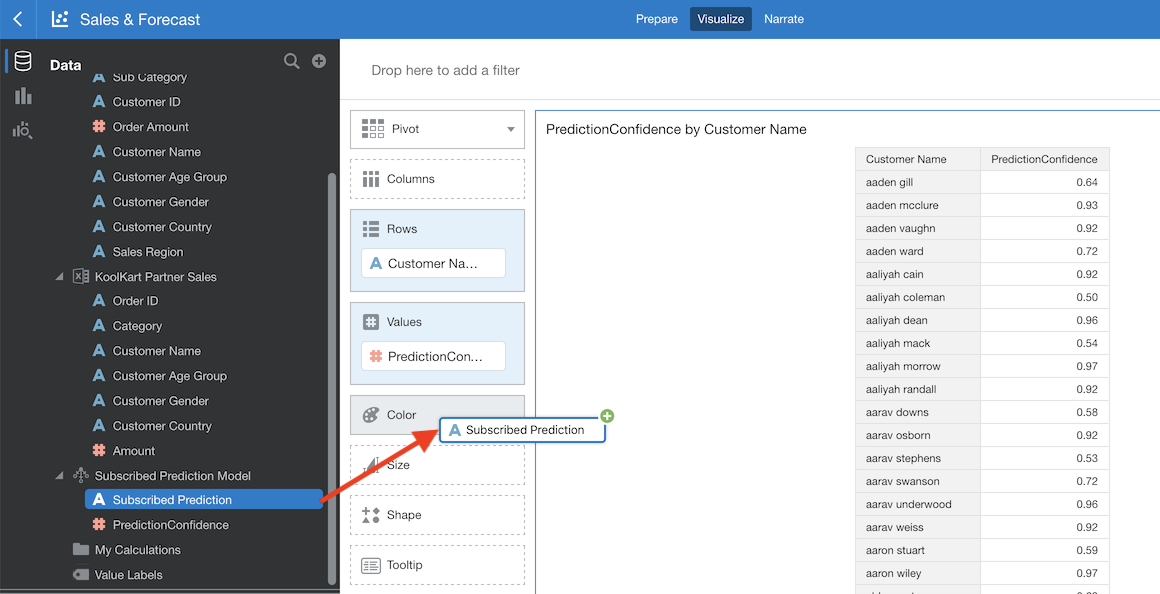 Sales & Forecast
Prepare
Visualize
Narrate
Data
Sub Category
Customer ID
Order Amount
Customer Name
Customer Age Group
Customer Gender
Customer Country
Sales Region
KoolKart Partner Sales
Order ID
Category
Customer Name
Customer Age Group
Customer Gender
Customer Country
Amount
Subscribed Prediction Model
Subscribed Prediction
PredictionConfidence
My Calculations
Value Labels
Drop here to add a filter
Pivot
Columns
Rows
Customer Na...
Values
PredictionCon...
Color
Subscribed Prediction
Size
Shape
Tooltip
PredictionConfidence by Customer Name
Customer Name PredictionConfidence
aaden gill 0.64
aaden mcclure 0.93
aaden vaughn 0.92
aaden ward 0.72
aaliyah cain 0.92
aaliyah coleman 0.50
aaliyah dean 0.96
aaliyah mack 0.54
aaliyah morrow 0.97
aaliyah randall 0.92
aarav downs 0.58
aarav osborn 0.92
aarav stephens 0.53
aarav swanson 0.72
aarav underwood 0.96
aarav weiss 0.92
aaron stuart 0.59
aaron wiley 0.97